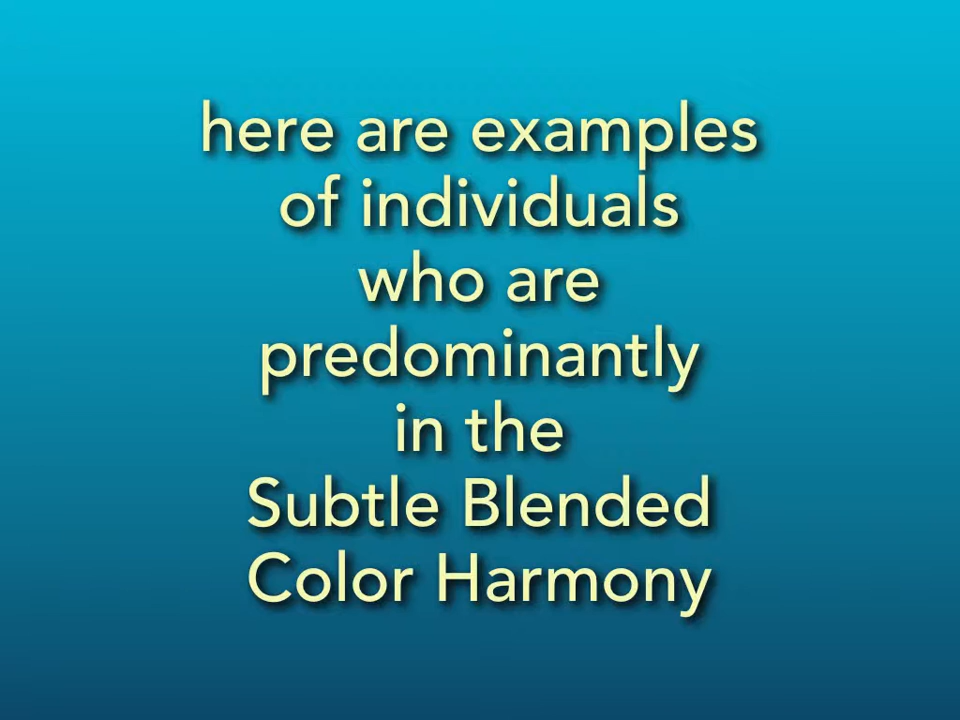 here are examples
of individuals
who are
predominantly
in the
Subtle Blended
Color Harmony